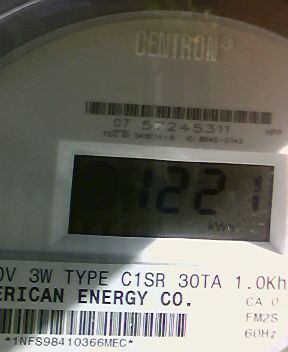 CENTRON®
07 57245311 HPP
1221
kWh
0V 3W TYPE C1SR 30TA 1.0Kh
ERICAN ENERGY CO. CA 0.
FM2S
60Hz
*1NFS98410366MEC*